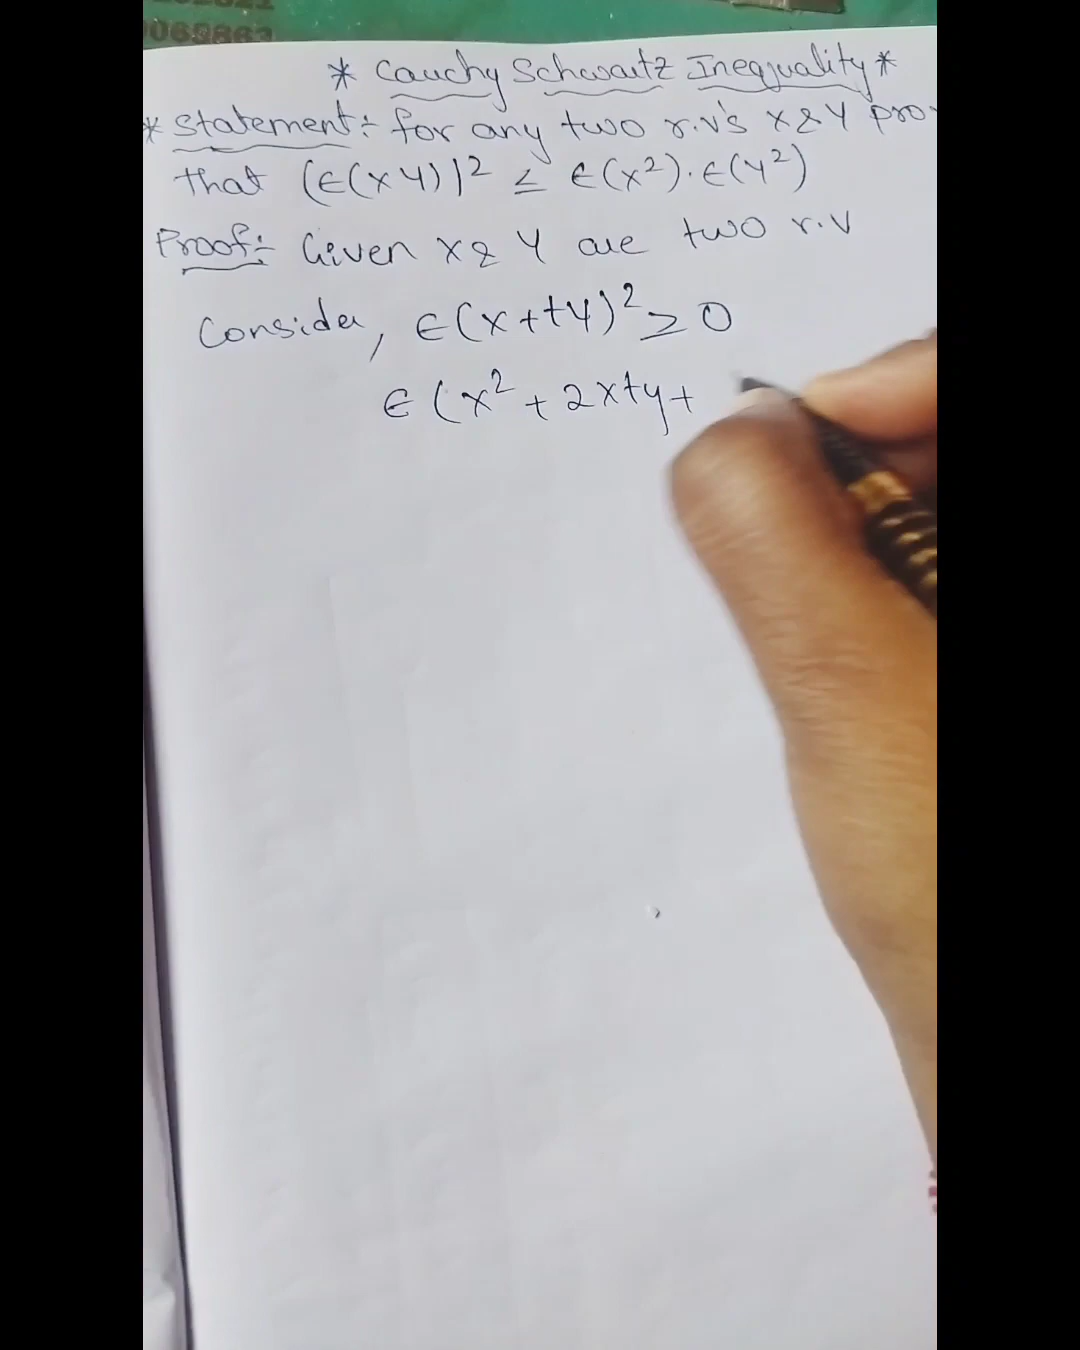 * Cauchy Schwartz Inequality *
* Statement:- for any two r.v's X & Y pro
that (E(XY))² ≤ E(X²).E(Y²)
Proof:- Given X & Y are two r.v
Consider, E(X+tY)² ≥ 0
E(X² + 2Xty +